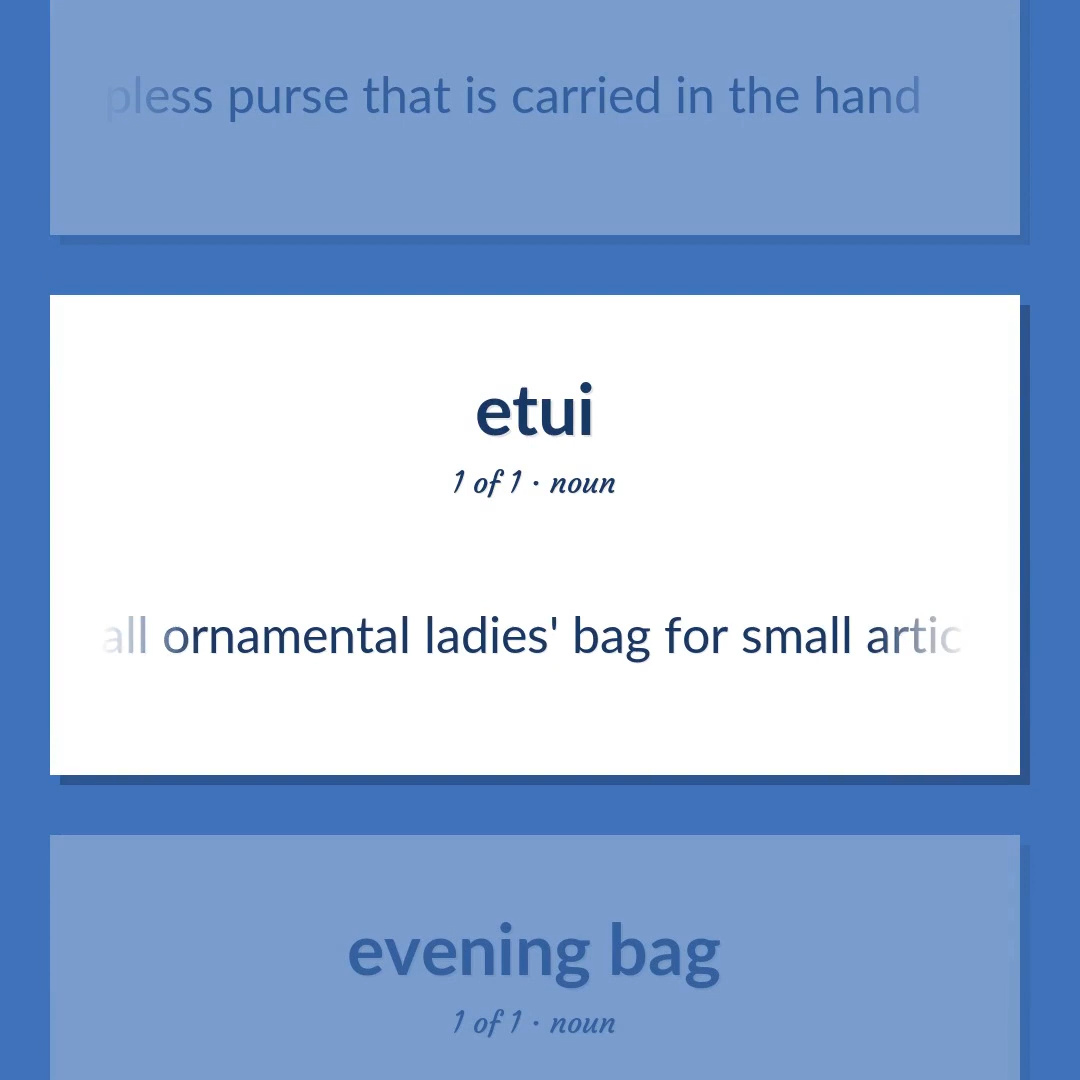 pless purse that is carried in the hand
etui
1 of 1 · noun
all ornamental ladies' bag for small artic
evening bag
1 of 1 · noun